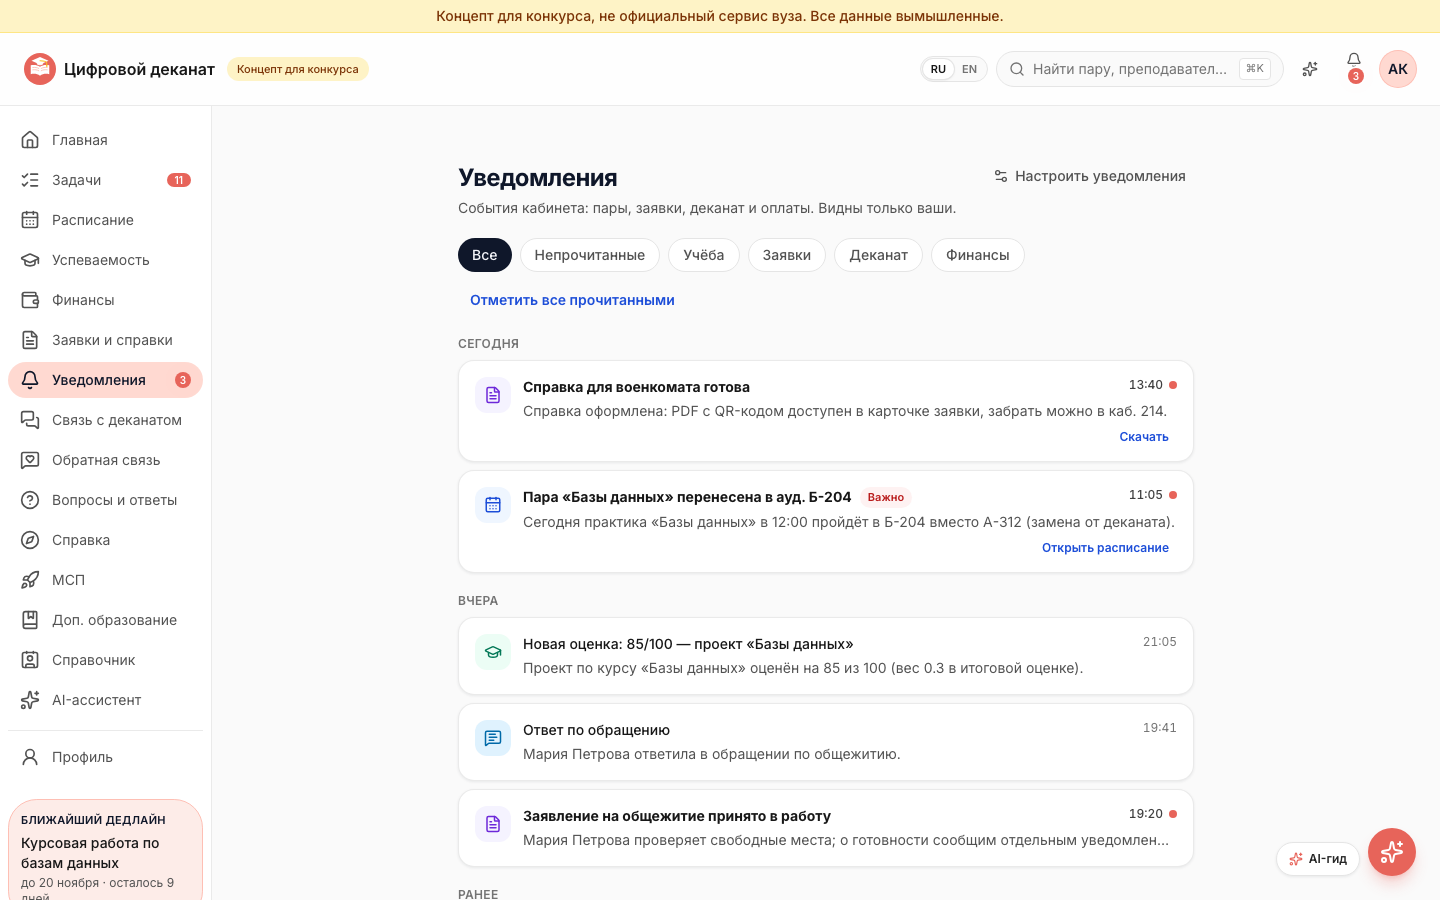 Концепт для конкурса, не официальный сервис вуза. Все данные вымышленные.
Цифровой деканат
Концепт для конкурса
RU EN
Найти пару, преподавател...
⌘K
3
АК
Главная
Задачи 11
Расписание
Успеваемость
Финансы
Заявки и справки
Уведомления 3
Связь с деканатом
Обратная связь
Вопросы и ответы
Справка
МСП
Доп. образование
Справочник
AI-ассистент
Профиль
БЛИЖАЙШИЙ ДЕДЛАЙН
Курсовая работа по
базам данных
до 20 ноября · осталось 9
дней
Уведомления
Настроить уведомления
События кабинета: пары, заявки, деканат и оплаты. Видны только ваши.
Все Непрочитанные Учёба Заявки Деканат Финансы
Отметить все прочитанными
СЕГОДНЯ
Справка для военкомата готова 13:40
Справка оформлена: PDF с QR-кодом доступен в карточке заявки, забрать можно в каб. 214.
Скачать
Пара «Базы данных» перенесена в ауд. Б-204 Важно 11:05
Сегодня практика «Базы данных» в 12:00 пройдёт в Б-204 вместо А-312 (замена от деканата).
Открыть расписание
ВЧЕРА
Новая оценка: 85/100 — проект «Базы данных» 21:05
Проект по курсу «Базы данных» оценён на 85 из 100 (вес 0.3 в итоговой оценке).
Ответ по обращению 19:41
Мария Петрова ответила в обращении по общежитию.
Заявление на общежитие принято в работу 19:20
Мария Петрова проверяет свободные места; о готовности сообщим отдельным уведомлен...
РАНЕЕ
AI-гид